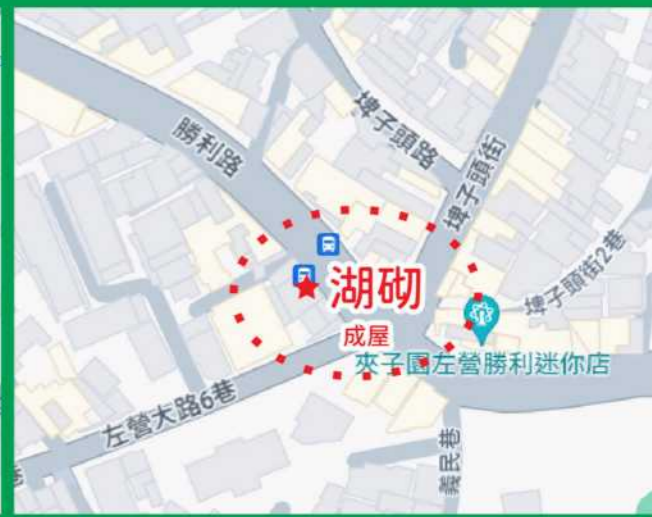 埤子頭路
勝利路
埤子頭街
湖砌
成屋
埤子頭街2巷
夾子園左營勝利迷你店
左營大路6巷
義民巷
巷